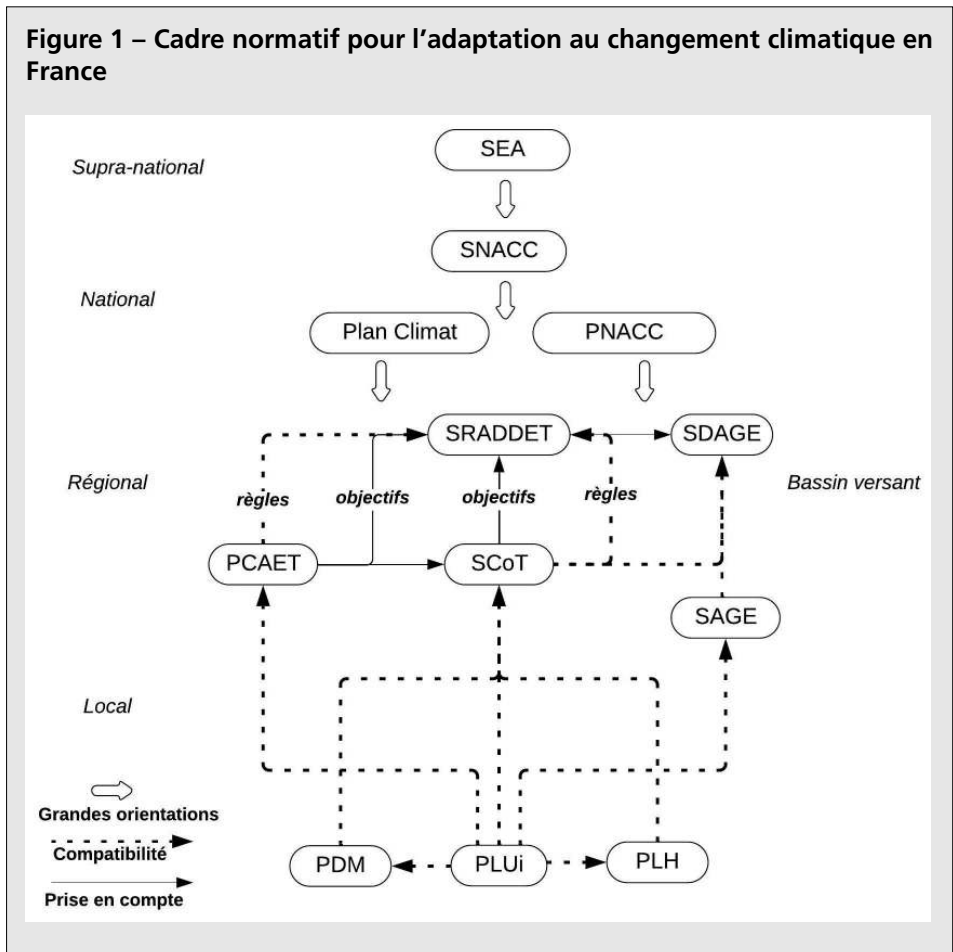 Figure 1 – Cadre normatif pour l'adaptation au changement climatique en
France
Supra-national
SEA
SNACC
National
Plan Climat
PNACC
SRADDET
SDAGE
Régional
règles
objectifs
objectifs
règles
Bassin versant
PCAET
SCoT
SAGE
Local
Grandes orientations
Compatibilité
Prise en compte
PDM
PLUi
PLH